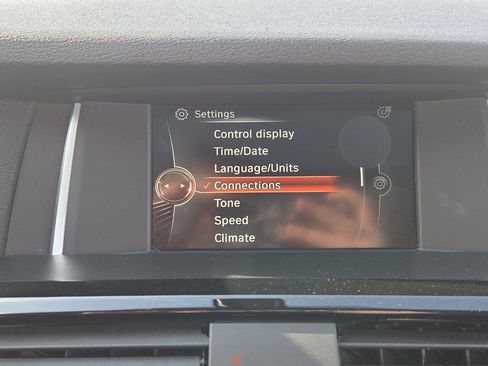 Settings
Control display
Time/Date
Language/Units
Connections
Tone
Speed
Climate